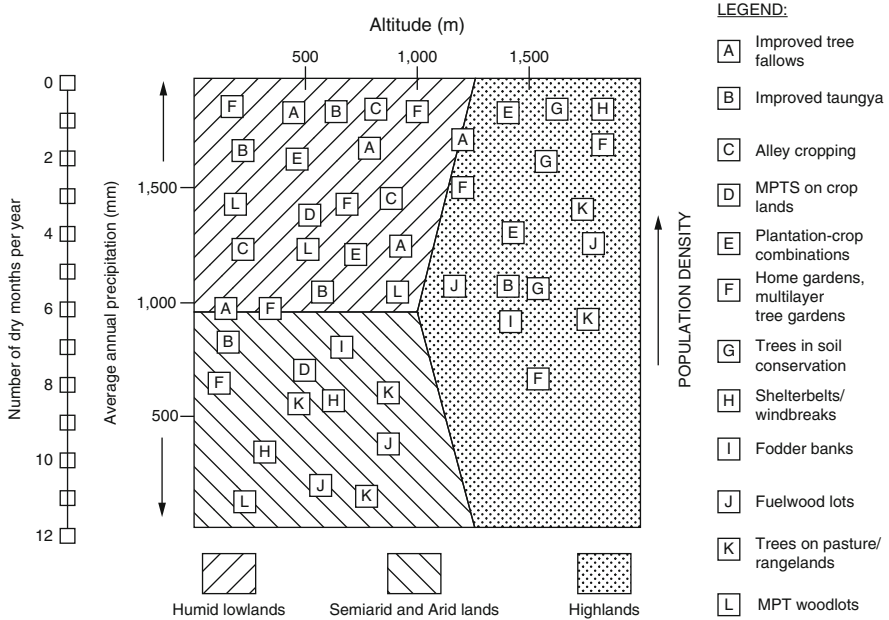 Altitude (m)
500 1,000 1,500
Number of dry months per year
0
2
4
6
8
10
12
Average annual precipitation (mm)
1,500
1,000
500
F A B C F E G H
B E A A G F
L D F C F K
C L E A E J
B L J B G
A F I K
B I
F D K F
K H
H J
J
L K
POPULATION DENSITY
Humid lowlands
Semiarid and Arid lands
Highlands
LEGEND:
A Improved tree
fallows
B Improved taungya
C Alley cropping
D MPTS on crop
lands
E Plantation-crop
combinations
F Home gardens,
multilayer
tree gardens
G Trees in soil
conservation
H Shelterbelts/
windbreaks
I Fodder banks
J Fuelwood lots
K Trees on pasture/
rangelands
L MPT woodlots